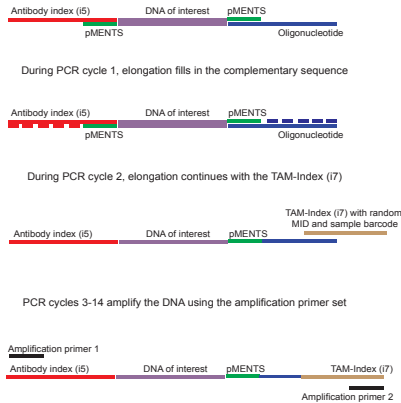 Antibody index (i5) DNA of interest pMENTS
pMENTS Oligonucleotide
During PCR cycle 1, elongation fills in the complementary sequence
Antibody index (i5) DNA of interest pMENTS
pMENTS Oligonucleotide
During PCR cycle 2, elongation continues with the TAM-Index (i7)
TAM-Index (i7) with random
MID and sample barcode
Antibody index (i5) DNA of interest pMENTS
PCR cycles 3-14 amplify the DNA using the amplification primer set
Amplification primer 1
Antibody index (i5) DNA of interest pMENTS TAM-Index (i7)
Amplification primer 2